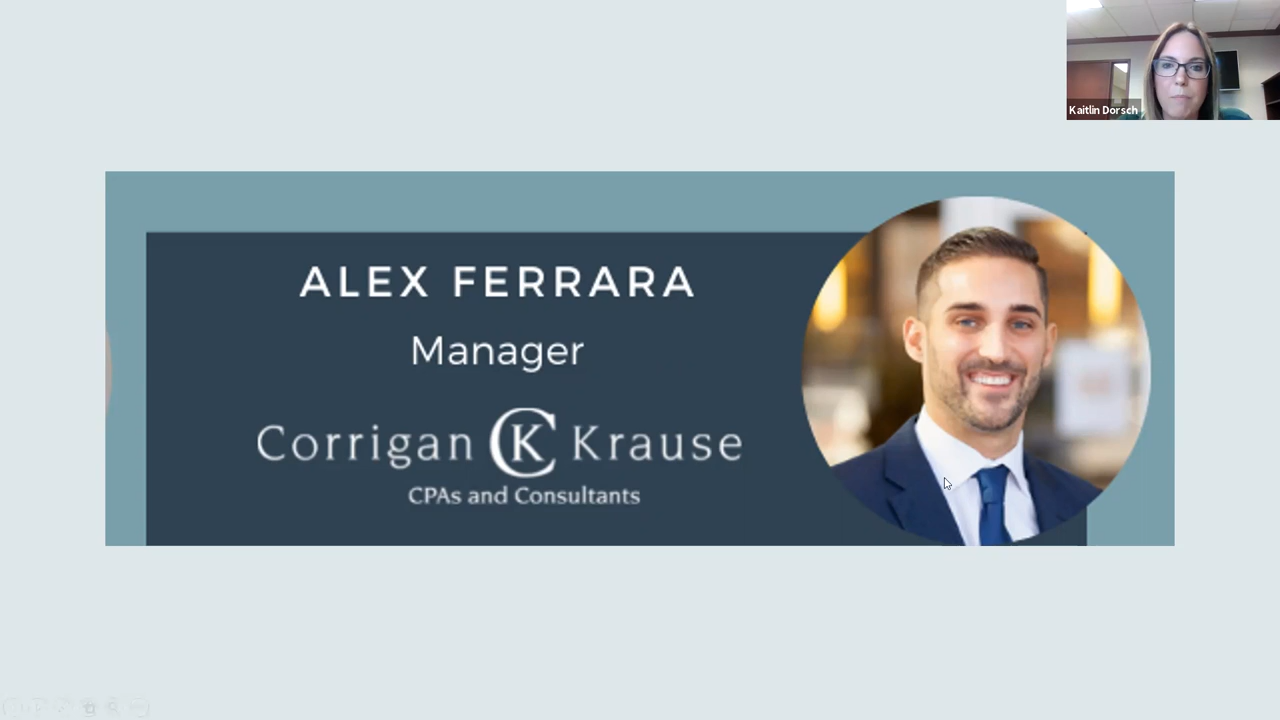 Kaitlin Dorsch
ALEX FERRARA
Manager
Corrigan CK Krause
CPAs and Consultants